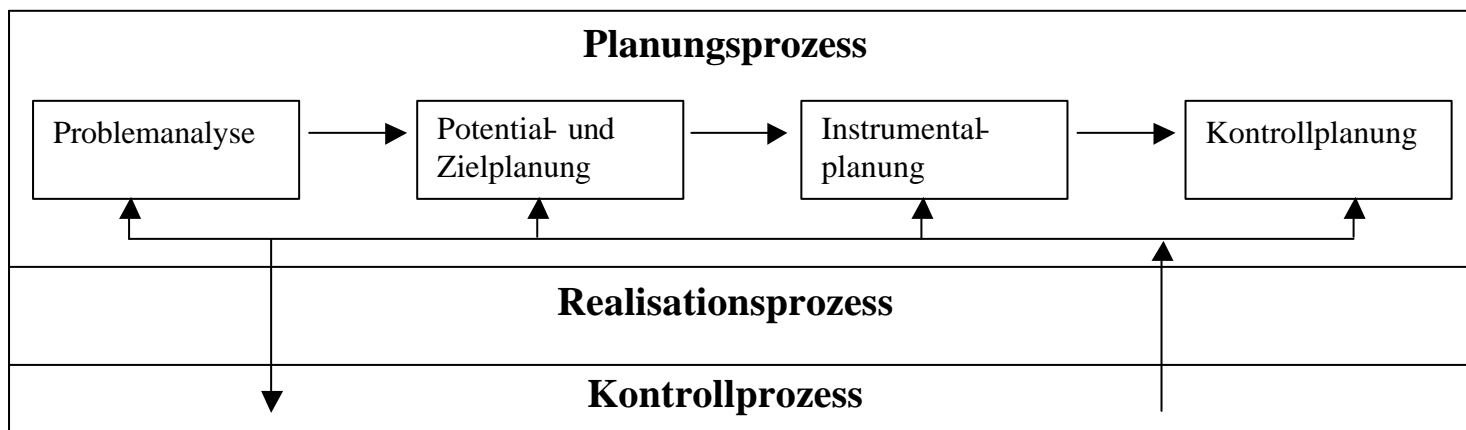 Planungsprozess
Problemanalyse
Potential- und
Zielplanung
Instrumental-
planung
Kontrollplanung
Realisationsprozess
Kontrollprozess